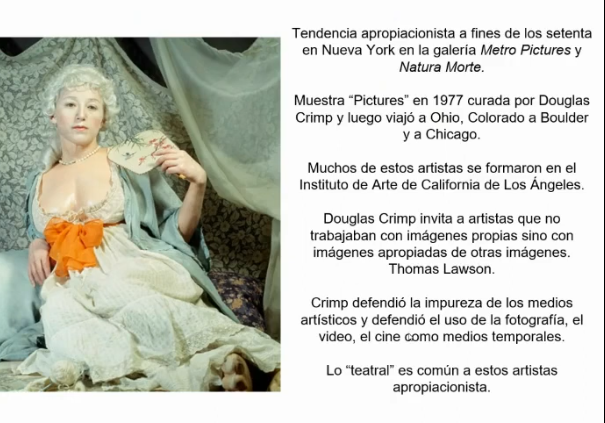 Tendencia apropiacionista a fines de los setenta
en Nueva York en la galería Metro Pictures y
Natura Morte.
Muestra “Pictures” en 1977 curada por Douglas
Crimp y luego viajó a Ohio, Colorado a Boulder
y a Chicago.
Muchos de estos artistas se formaron en el
Instituto de Arte de California de Los Ángeles.
Douglas Crimp invita a artistas que no
trabajaban con imágenes propias sino con
imágenes apropiadas de otras imágenes.
Thomas Lawson.
Crimp defendió la impureza de los medios
artísticos y defendió el uso de la fotografía, el
video, el cine como medios temporales.
Lo “teatral” es común a estos artistas
apropiacionista.